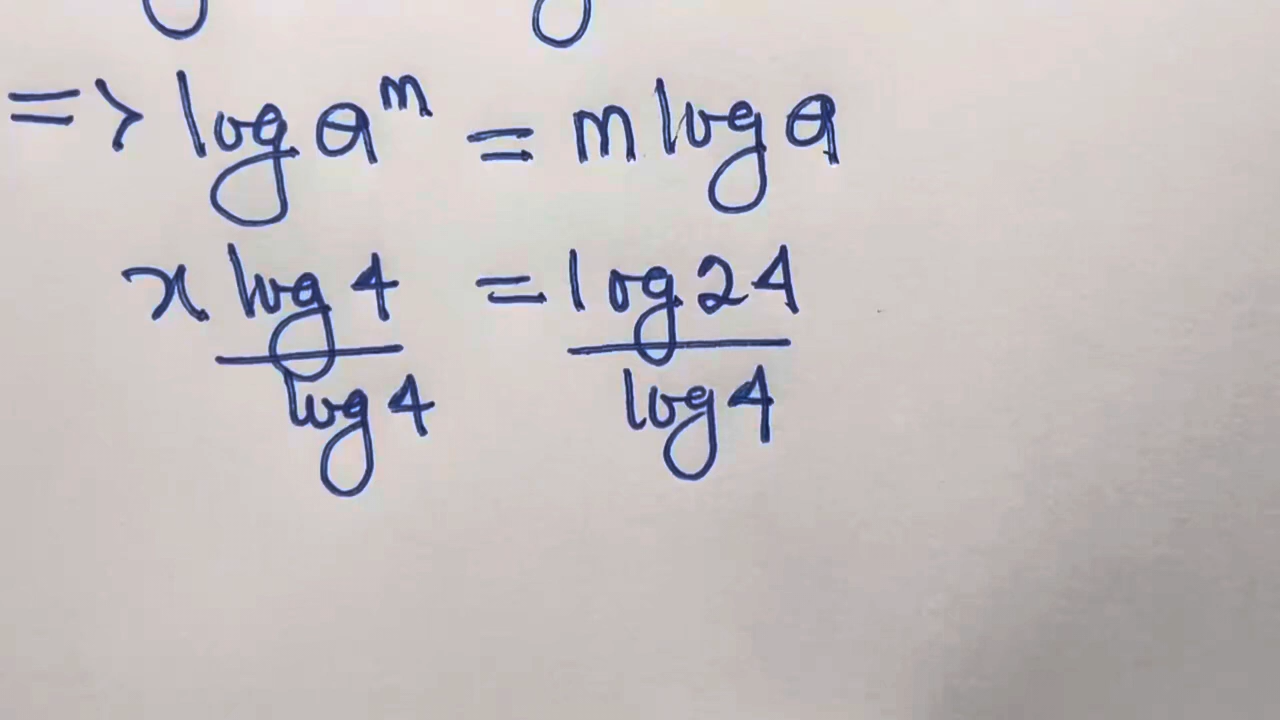 => log a^m = m log a
x log 4 = log 24
log 4 log 4